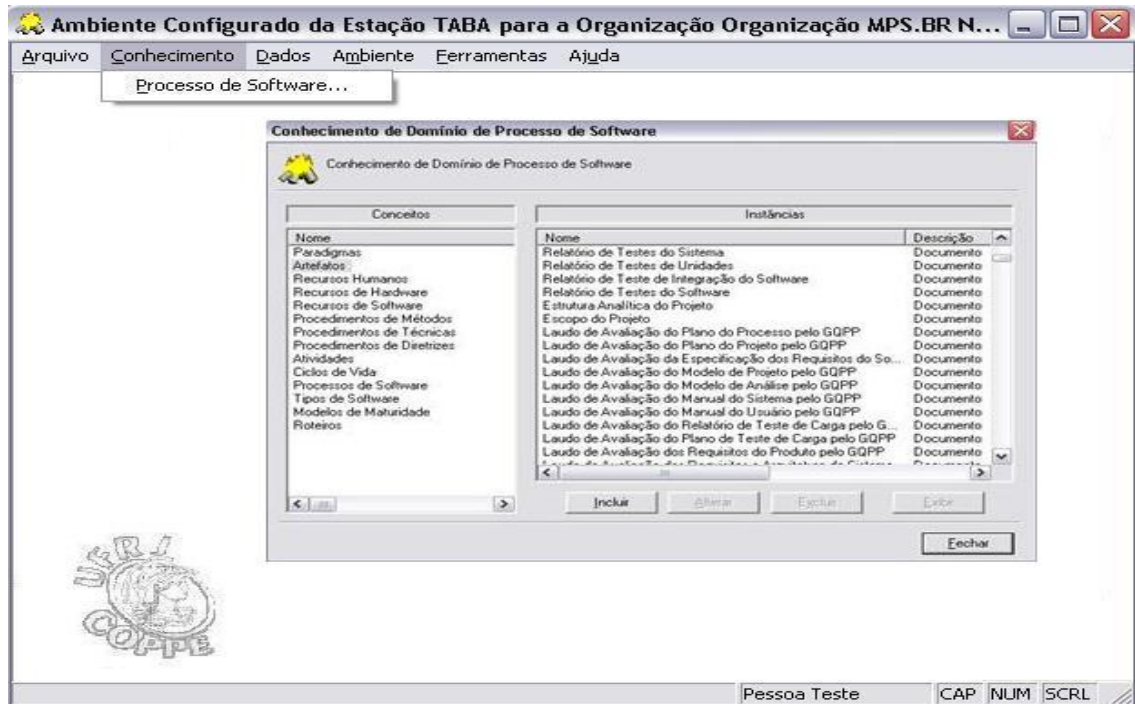 Ambiente Configurado da Estação TABA para a Organização Organização MPS.BR N...
Arquivo Conhecimento Dados Ambiente Ferramentas Ajuda
Processo de Software...
Conhecimento de Domínio de Processo de Software
Conhecimento de Domínio de Processo de Software
Conceitos Instâncias
Nome Nome Descrição
Paradigmas Relatório de Testes do Sistema Documento
Artefatos Relatório de Testes de Unidades Documento
Recursos Humanos Relatório de Teste de Integração do Software Documento
Recursos de Hardware Relatório de Testes do Software Documento
Recursos de Software Estrutura Analítica do Projeto Documento
Procedimentos de Métodos Escopo do Projeto Documento
Procedimentos de Técnicas Laudo de Avaliação do Plano do Processo pelo GQPP Documento
Procedimentos de Diretrizes Laudo de Avaliação do Plano do Projeto pelo GQPP Documento
Atividades Laudo de Avaliação da Especificação dos Requisitos do So... Documento
Ciclos de Vida Laudo de Avaliação do Modelo de Projeto pelo GQPP Documento
Processos de Software Laudo de Avaliação do Modelo de Análise pelo GQPP Documento
Tipos de Software Laudo de Avaliação do Manual do Sistema pelo GQPP Documento
Modelos de Maturidade Laudo de Avaliação do Manual do Usuário pelo GQPP Documento
Roteiros Laudo de Avaliação do Relatório de Teste de Carga pelo G... Documento
Laudo de Avaliação do Plano de Teste de Carga pelo GQPP Documento
Laudo de Avaliação dos Requisitos do Produto pelo GQPP Documento
Incluir Alterar Excluir Exibir
Fechar
UFRJ
COPPE
Pessoa Teste CAP NUM SCRL